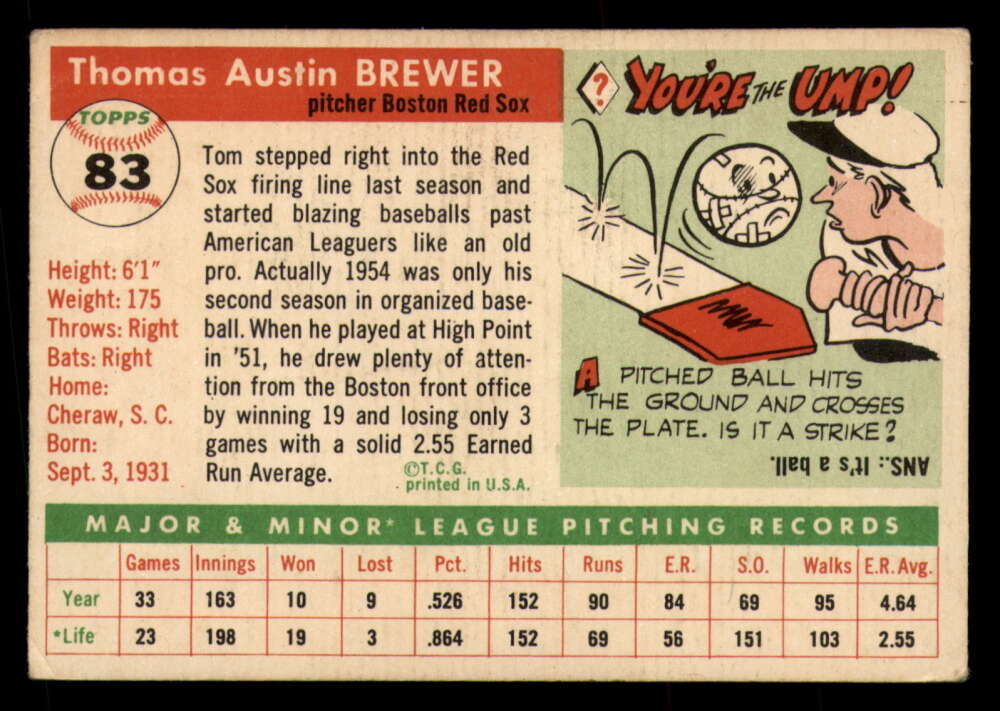 Thomas Austin BREWER
pitcher Boston Red Sox
TOPPS
83
Height: 6'1"
Weight: 175
Throws: Right
Bats: Right
Home:
Cheraw, S. C.
Born:
Sept. 3, 1931
Tom stepped right into the Red
Sox firing line last season and
started blazing baseballs past
American Leaguers like an old
pro. Actually 1954 was only his
second season in organized base-
ball. When he played at High Point
in '51, he drew plenty of atten-
tion from the Boston front office
by winning 19 and losing only 3
games with a solid 2.55 Earned
Run Average.
©T.C.G.
printed in U.S.A.
? YOU'RE THE UMP!
A PITCHED BALL HITS
THE GROUND AND CROSSES
THE PLATE. IS IT A STRIKE?
ANS.: It's a ball.
MAJOR & MINOR* LEAGUE PITCHING RECORDS
Games Innings Won Lost Pct. Hits Runs E.R. S.O. Walks E.R. Avg.
Year 33 163 10 9 .526 152 90 84 69 95 4.64
*Life 23 198 19 3 .864 152 69 56 151 103 2.55